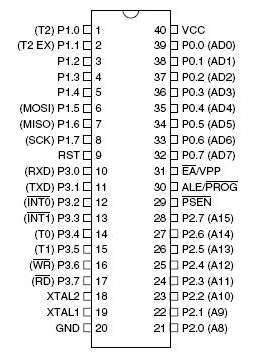 (T2) P1.0 1 40 VCC
(T2 EX) P1.1 2 39 P0.0 (AD0)
P1.2 3 38 P0.1 (AD1)
P1.3 4 37 P0.2 (AD2)
P1.4 5 36 P0.3 (AD3)
(MOSI) P1.5 6 35 P0.4 (AD4)
(MISO) P1.6 7 34 P0.5 (AD5)
(SCK) P1.7 8 33 P0.6 (AD6)
RST 9 32 P0.7 (AD7)
(RXD) P3.0 10 31 EA/VPP
(TXD) P3.1 11 30 ALE/PROG
(INT0) P3.2 12 29 PSEN
(INT1) P3.3 13 28 P2.7 (A15)
(T0) P3.4 14 27 P2.6 (A14)
(T1) P3.5 15 26 P2.5 (A13)
(WR) P3.6 16 25 P2.4 (A12)
(RD) P3.7 17 24 P2.3 (A11)
XTAL2 18 23 P2.2 (A10)
XTAL1 19 22 P2.1 (A9)
GND 20 21 P2.0 (A8)